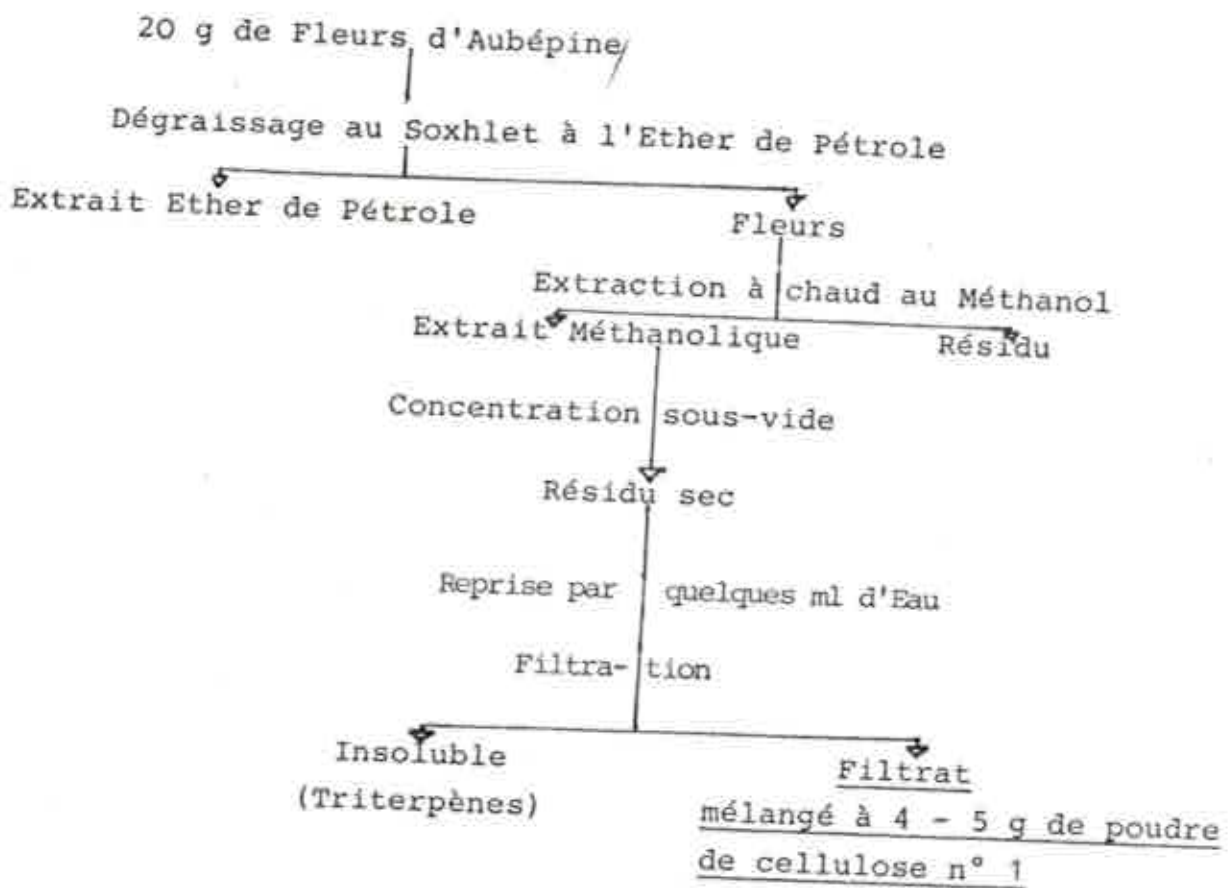 20 g de Fleurs d'Aubépine
Dégraissage au Soxhlet à l'Ether de Pétrole
Extrait Ether de Pétrole
Fleurs
Extraction à chaud au Méthanol
Extrait Méthanolique
Résidu
Concentration sous-vide
Résidu sec
Reprise par quelques ml d'Eau
Filtra-tion
Insoluble
(Triterpènes)
Filtrat
mélangé à 4 - 5 g de poudre
de cellulose n° 1